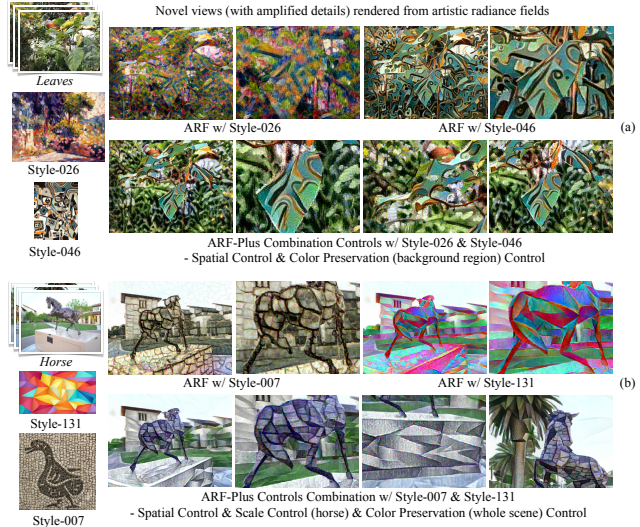 Novel views (with amplified details) rendered from artistic radiance fields
Leaves
ARF w/ Style-026
ARF w/ Style-046
(a)
Style-026
Style-046
ARF-Plus Combination Controls w/ Style-026 & Style-046
- Spatial Control & Color Preservation (background region) Control
Horse
ARF w/ Style-007
ARF w/ Style-131
(b)
Style-131
Style-007
ARF-Plus Controls Combination w/ Style-007 & Style-131
- Spatial Control & Scale Control (horse) & Color Preservation (whole scene) Control